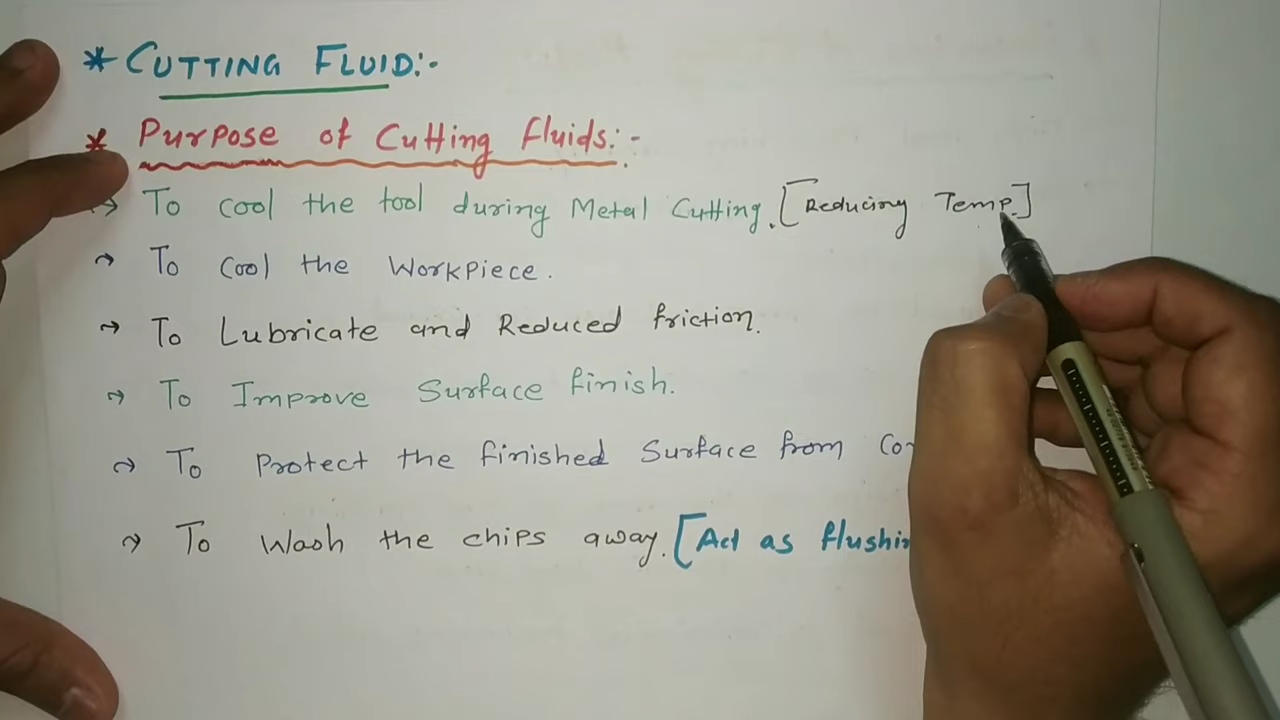 * CUTTING FLUID:-
* Purpose of Cutting Fluids:-
→ To cool the tool during Metal Cutting. [Reducing Temp.]
→ To Cool the Workpiece.
→ To Lubricate and Reduced friction.
→ To Improve Surface finish.
→ To Protect the finished Surface from
→ To Wash the chips away. [Act as